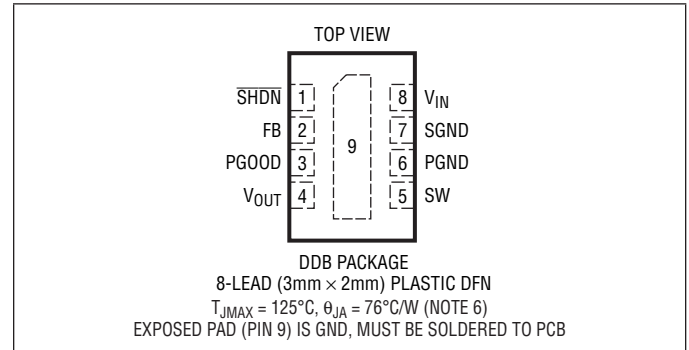 TOP VIEW
SHDN 1
FB 2
PGOOD 3
VOUT 4
9
8 VIN
7 SGND
6 PGND
5 SW
DDB PACKAGE
8-LEAD (3mm × 2mm) PLASTIC DFN
TJMAX = 125°C, θJA = 76°C/W (NOTE 6)
EXPOSED PAD (PIN 9) IS GND, MUST BE SOLDERED TO PCB